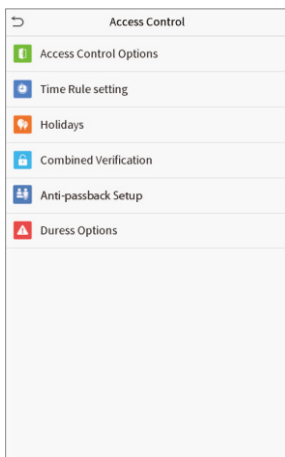 Access Control
Access Control Options
Time Rule setting
Holidays
Combined Verification
Anti-passback Setup
Duress Options